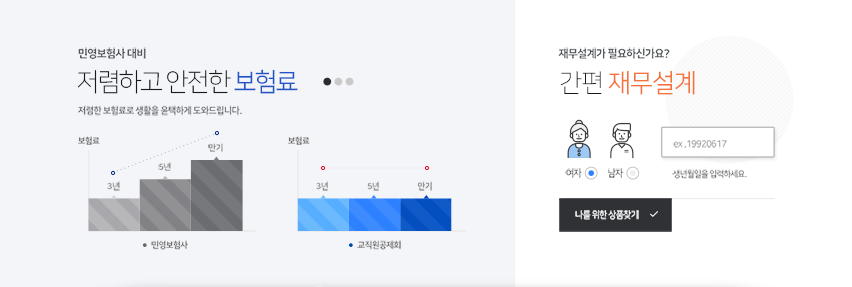 민영보험사 대비
저렴하고 안전한 보험료
저렴한 보험료로 생활을 윤택하게 도와드립니다.
보험료
3년
5년
만기
민영보험사
보험료
3년
5년
만기
교직원공제회
재무설계가 필요하신가요?
간편 재무설계
여자
남자
ex.19920617
생년월일을 입력하세요.
나를 위한 상품찾기